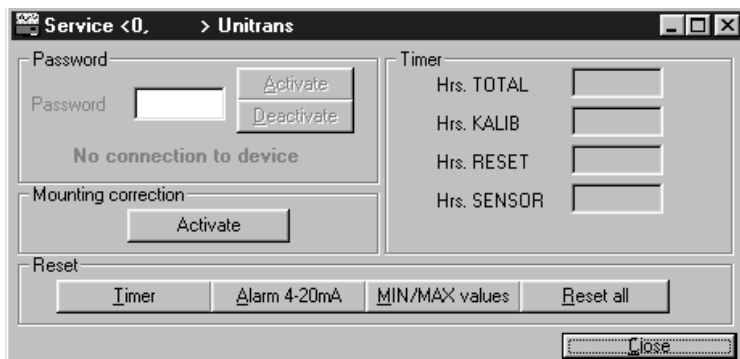 Service <0,        > Unitrans
Password
Password
Activate
Deactivate
No connection to device
Mounting correction
Activate
Timer
Hrs. TOTAL
Hrs. KALIB
Hrs. RESET
Hrs. SENSOR
Reset
Timer
Alarm 4-20mA
MIN/MAX values
Reset all
Close